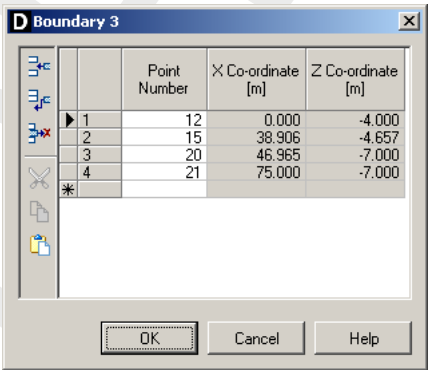 D Boundary 3
Point Number X Co-ordinate [m] Z Co-ordinate [m]
1 12 0.000 -4.000
2 15 38.906 -4.657
3 20 46.965 -7.000
4 21 75.000 -7.000
OK Cancel Help